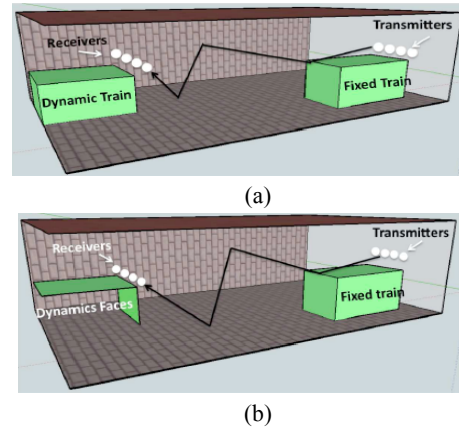 Transmitters
Receivers
Dynamic Train
Fixed Train
(a)
Transmitters
Receivers
Dynamics Faces
Fixed train
(b)